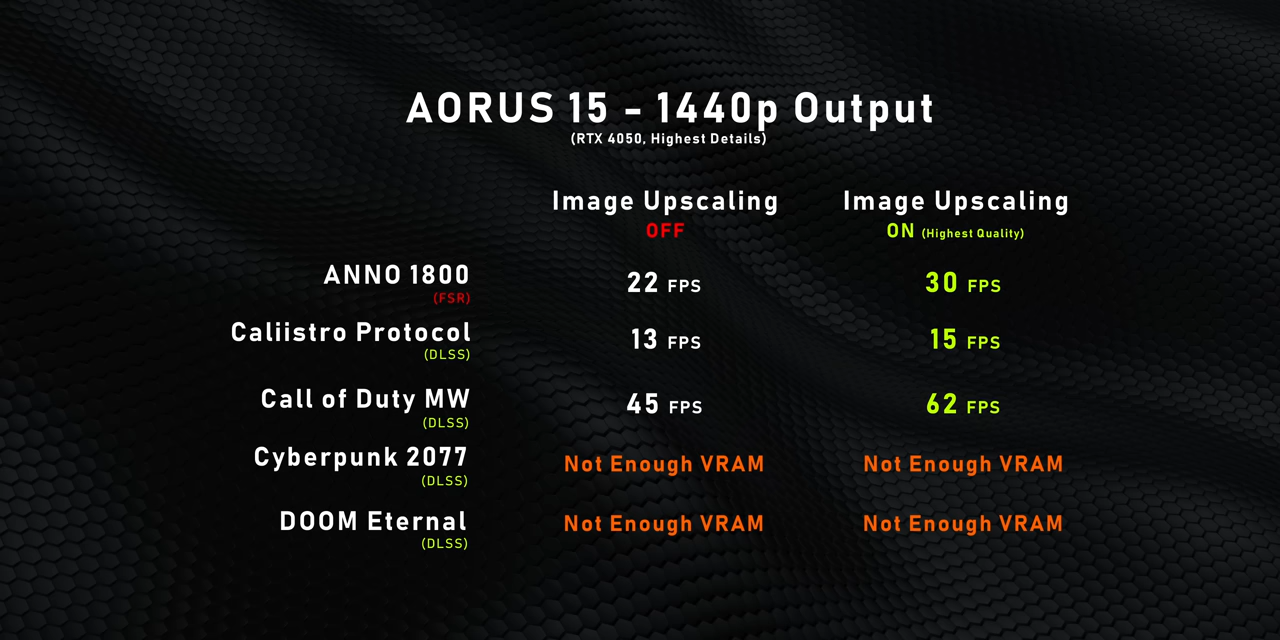 AORUS 15 - 1440p Output
(RTX 4050, Highest Details)
Image Upscaling Image Upscaling
OFF ON (Highest Quality)
ANNO 1800 22 FPS 30 FPS
(FSR)
Caliistro Protocol 13 FPS 15 FPS
(DLSS)
Call of Duty MW 45 FPS 62 FPS
(DLSS)
Cyberpunk 2077 Not Enough VRAM Not Enough VRAM
(DLSS)
DOOM Eternal Not Enough VRAM Not Enough VRAM
(DLSS)